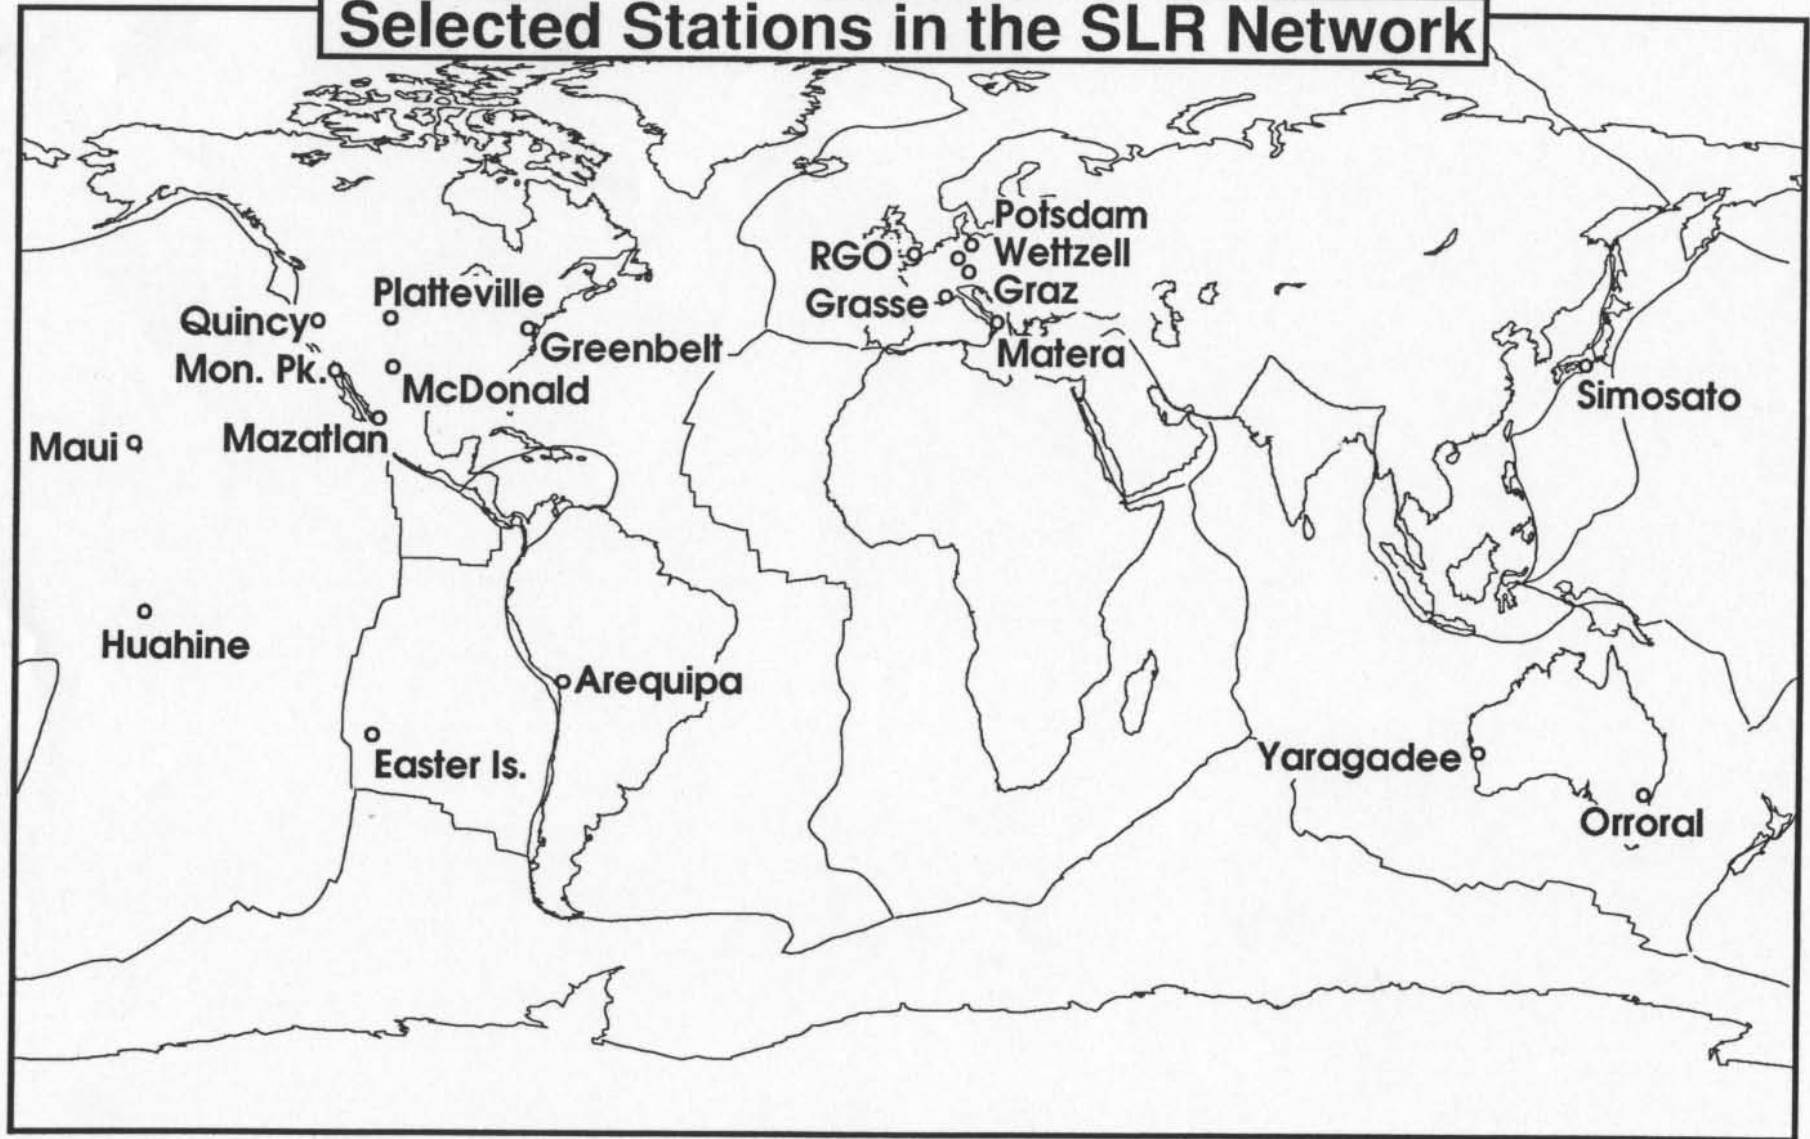 Selected Stations in the SLR Network
Potsdam
RGO
Wettzell
Platteville
Grasse
Graz
Quincy
Greenbelt
Matera
Mon. Pk.
McDonald
Simosato
Maui
Mazatlan
Huahine
Arequipa
Easter Is.
Yaragadee
Orroral